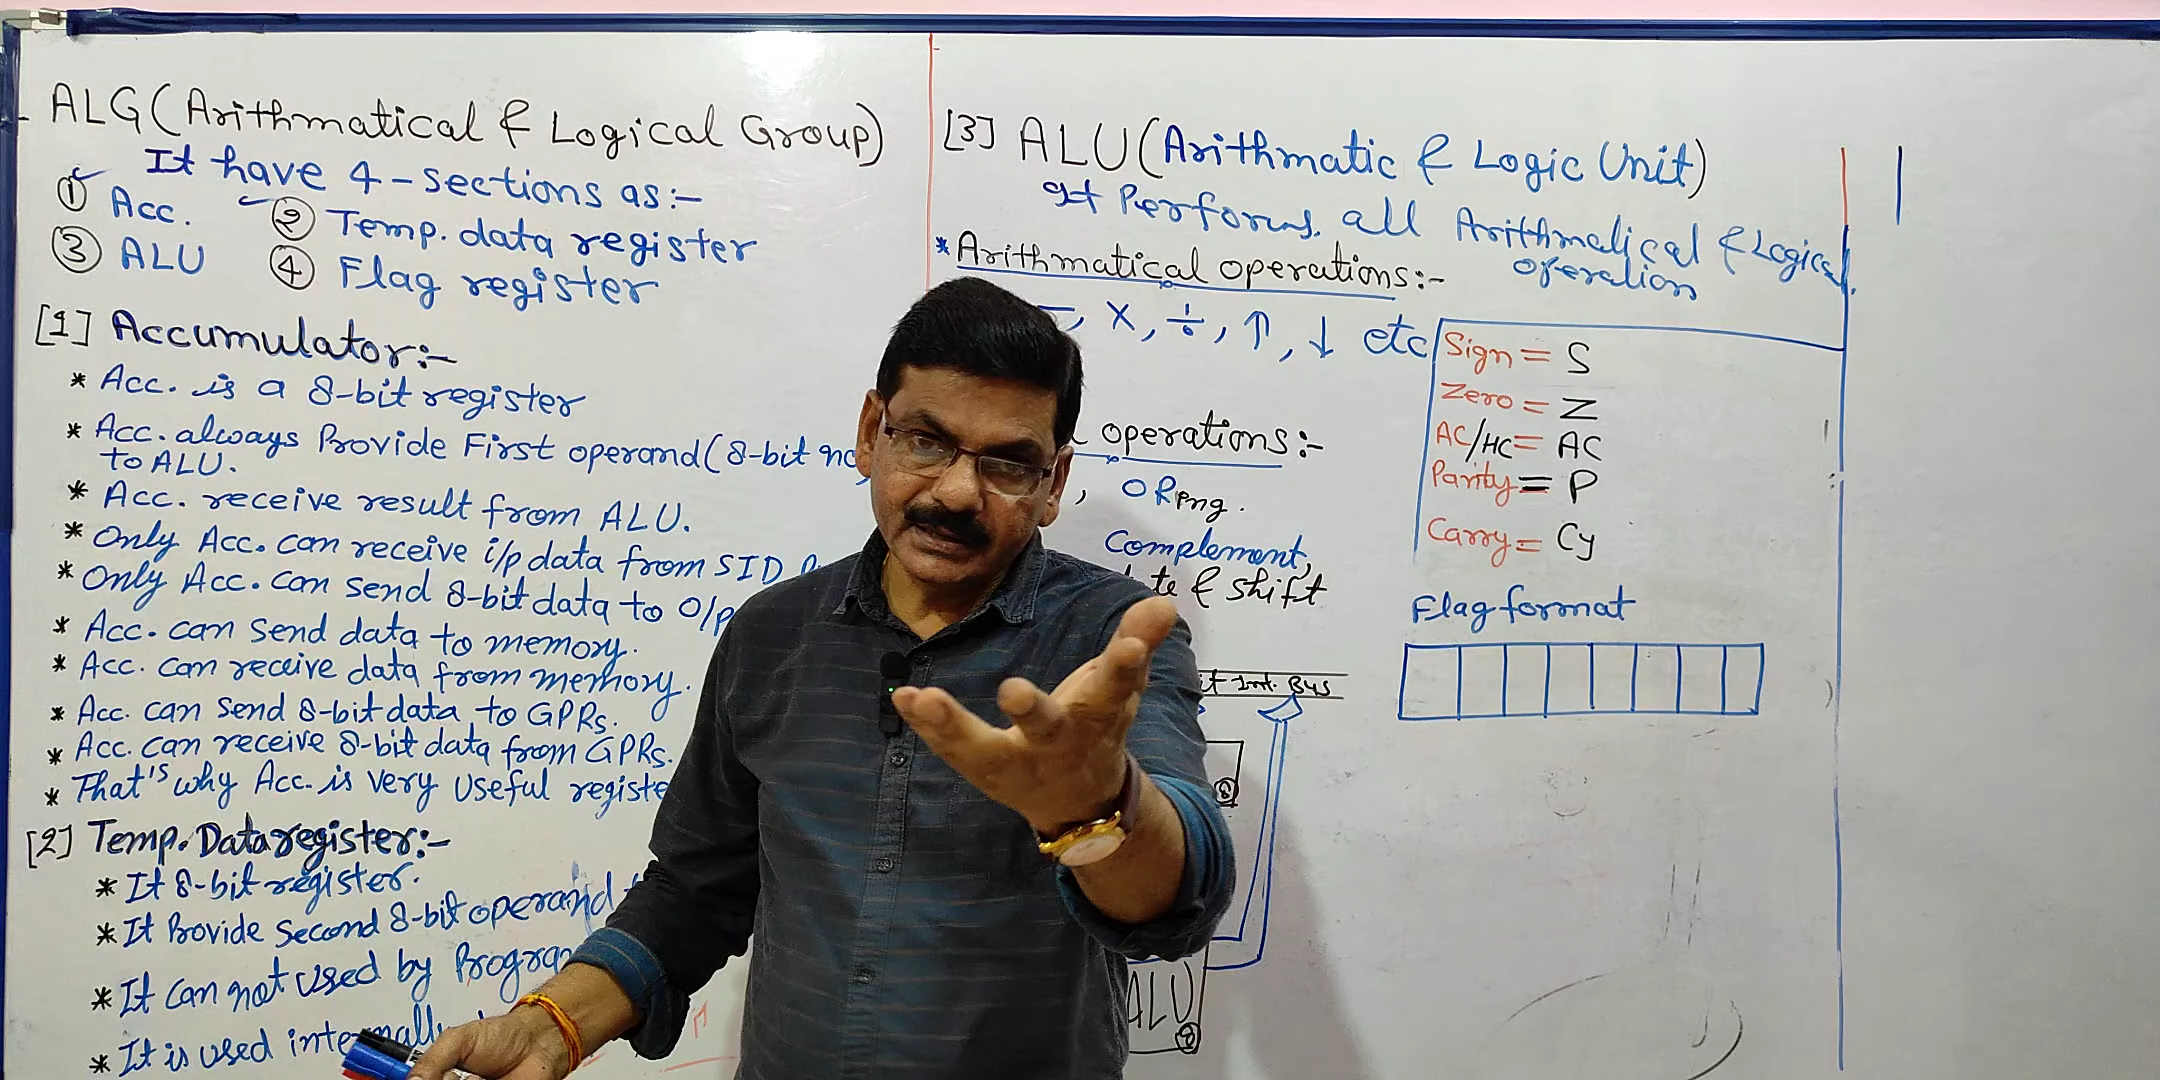 ALG (Arithmatical & Logical Group)
It have 4-sections as:-
① Acc. ② Temp. data register
③ ALU ④ Flag register
[1] Accumulator:-
* Acc. is a 8-bit register
* Acc. always Provide First operand (8-bit no
to ALU.
* Acc. receive result from ALU.
* Only Acc. can receive i/p data from SID
* Only Acc. can send 8-bit data to O/p
* Acc. can send data to memory.
* Acc. can receive data from memory.
* Acc. can send 8-bit data to GPRs.
* Acc. can receive 8-bit data from GPRs.
* That's why Acc. is very useful registe
[2] Temp. Data register:-
* It 8-bit register.
* It Provide Second 8-bit operand
* It can not used by Progra
* It is used internally
[3] ALU (Arithmatic & Logic Unit)
It Performs all Arithmatical & Logical
operation
* Arithmatical operations:-
-, ×, ÷, ↑, ↓ etc
operations:-
, ORing.
Complement,
te & shift
Sign = S
Zero = Z
AC/HC = AC
Parity = P
Carry = Cy
Flag format
it Int. Bus
8
ALU
8